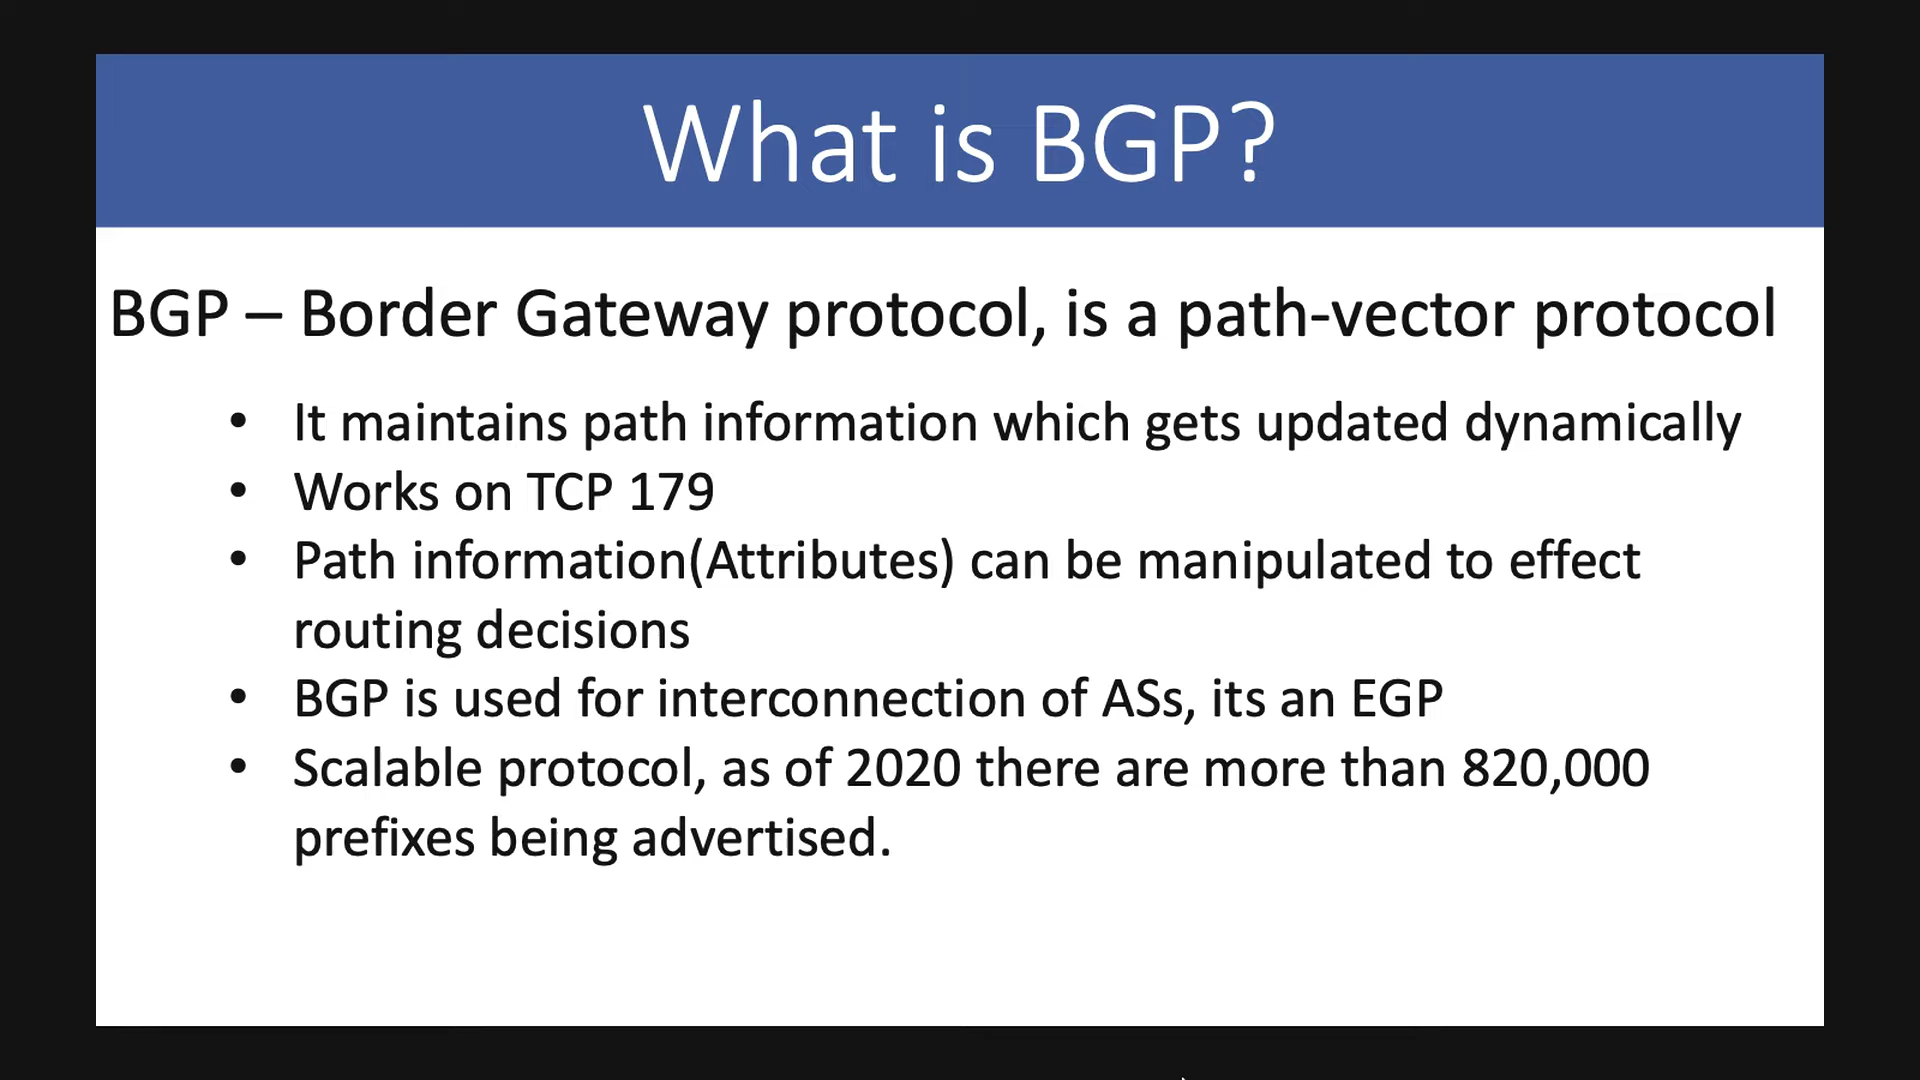 What is BGP?
BGP – Border Gateway protocol, is a path-vector protocol
• It maintains path information which gets updated dynamically
• Works on TCP 179
• Path information(Attributes) can be manipulated to effect
routing decisions
• BGP is used for interconnection of ASs, its an EGP
• Scalable protocol, as of 2020 there are more than 820,000
prefixes being advertised.